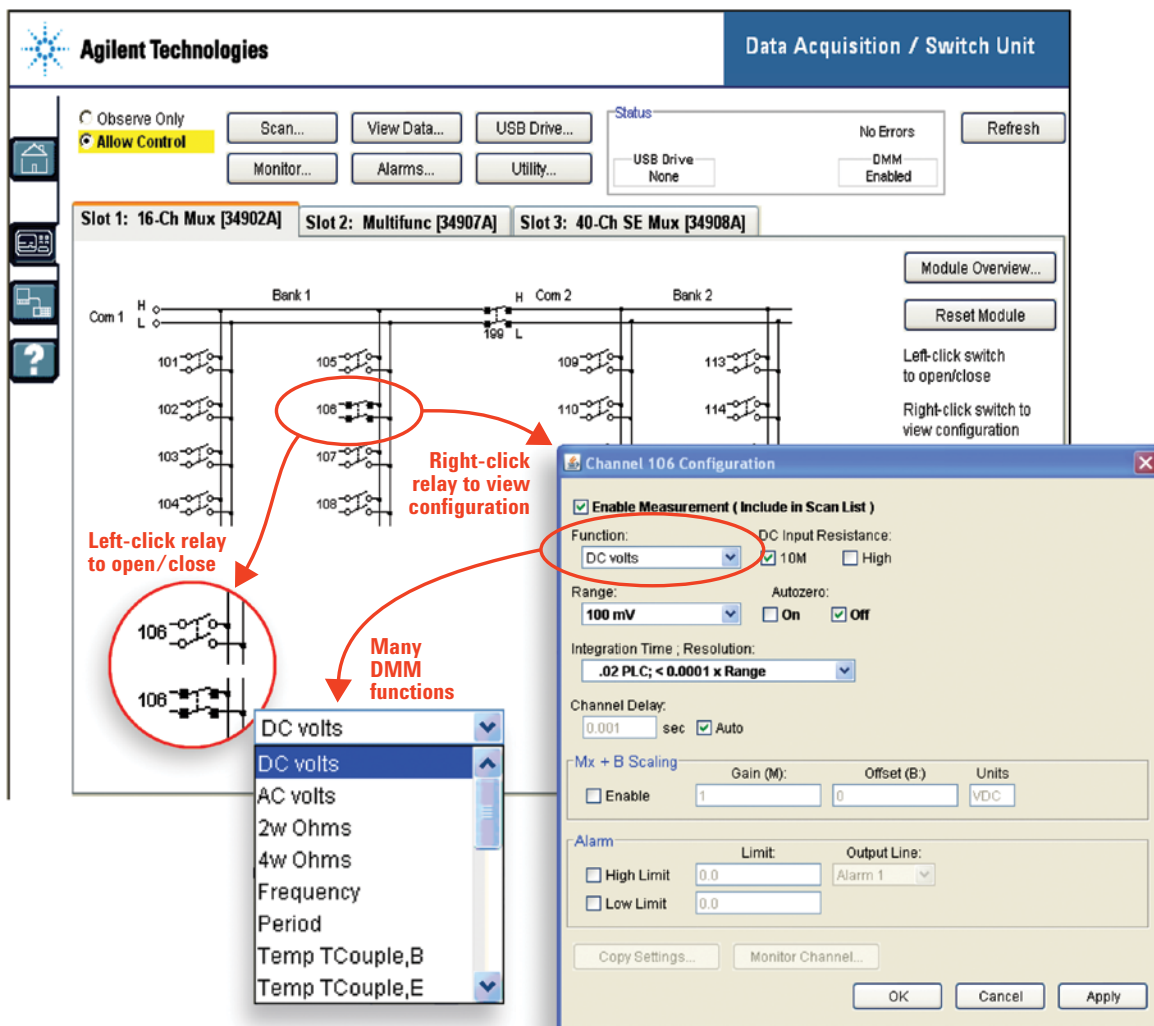 Agilent Technologies
Data Acquisition / Switch Unit
Observe Only
Allow Control
Scan...
View Data...
USB Drive...
Monitor...
Alarms...
Utility...
Status
No Errors
USB Drive
None
DMM
Enabled
Refresh
Slot 1: 16-Ch Mux [34902A]
Slot 2: Multifunc [34907A]
Slot 3: 40-Ch SE Mux [34908A]
Module Overview...
Reset Module
Left-click switch
to open/close
Right-click switch to
view configuration
Com 1
H
L
Bank 1
H Com 2
Bank 2
199 L
101
105
109
113
102
106
110
114
103
107
104
108
Right-click
relay to view
configuration
Left-click relay
to open/close
106
106
Many
DMM
functions
DC volts
DC volts
AC volts
2w Ohms
4w Ohms
Frequency
Period
Temp TCouple,B
Temp TCouple,E
Channel 106 Configuration
Enable Measurement ( Include in Scan List )
Function:
DC Input Resistance:
DC volts
10M
High
Range:
Autozero:
100 mV
On
Off
Integration Time ; Resolution:
.02 PLC; < 0.0001 x Range
Channel Delay:
0.001
sec
Auto
Mx + B Scaling
Gain (M):
Offset (B:)
Units
Enable
1
0
VDC
Alarm
Limit:
Output Line:
High Limit
0.0
Alarm 1
Low Limit
0.0
Copy Settings...
Monitor Channel...
OK
Cancel
Apply